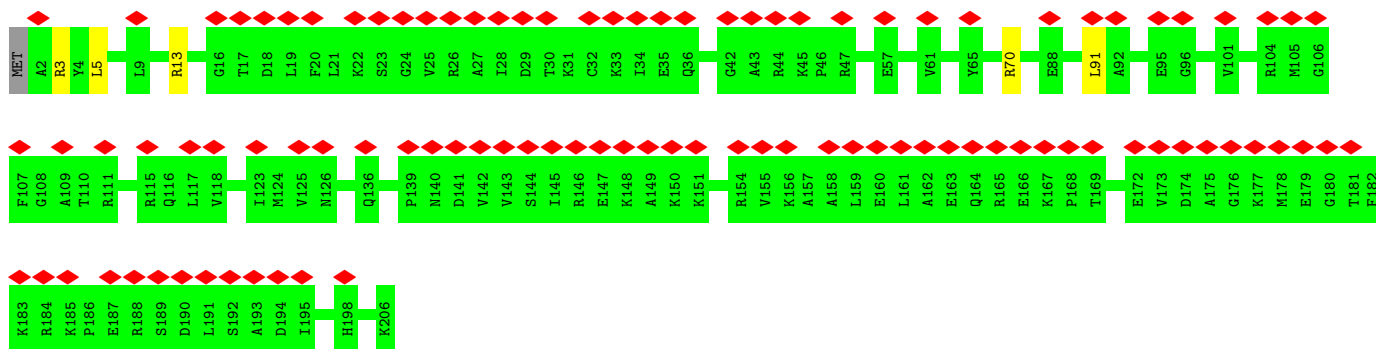 MET A2 R3 Y4 L5 L9 R13 G16 T17 D18 L19 F20 L21 K22 S23 G24 V25 R26 A27 I28 D29 T30 K31 C32 K33 I34 E35 Q36 G42 A43 R44 K45 P46 R47 E57 V61 Y65 R70 E88 L91 A92 E95 G96 V101 R104 M105 G106
F107 G108 A109 T110 R111 R115 Q116 L117 V118 I123 M124 V125 N126 Q136 P139 N140 D141 V142 V143 S144 I145 R146 E147 K148 A149 K150 K151 R154 V155 K156 A157 A158 L159 E160 L161 A162 E163 Q164 R165 E166 K167 P168 T169 E172 V173 D174 A175 G176 K177 M178 E179 G180 T181 F182
K183 R184 K185 P186 E187 R188 S189 D190 L191 S192 A193 D194 I195 H198 K206